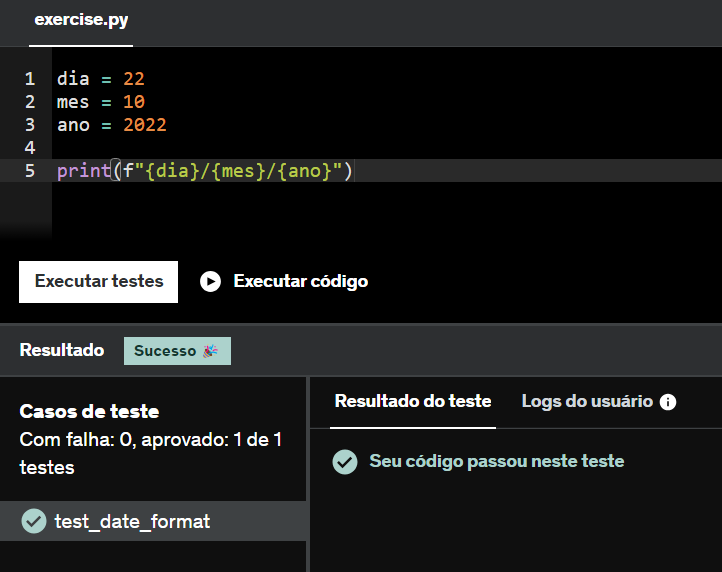 exercise.py
1 dia = 22
2 mes = 10
3 ano = 2022
4
5 print(f"{dia}/{mes}/{ano}")
Executar testes
Executar código
Resultado
Sucesso 🎉
Casos de teste
Com falha: 0, aprovado: 1 de 1
testes
test_date_format
Resultado do teste
Logs do usuário
Seu código passou neste teste